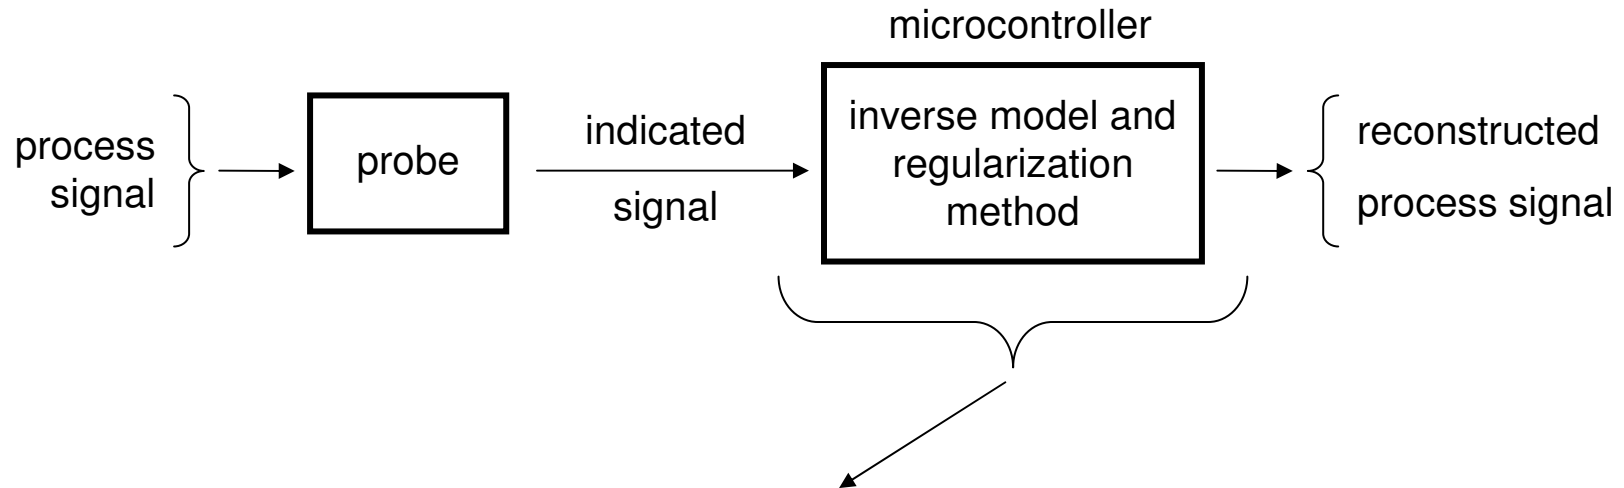 microcontroller
process
signal
probe
indicated
signal
inverse model and
regularization
method
reconstructed
process signal